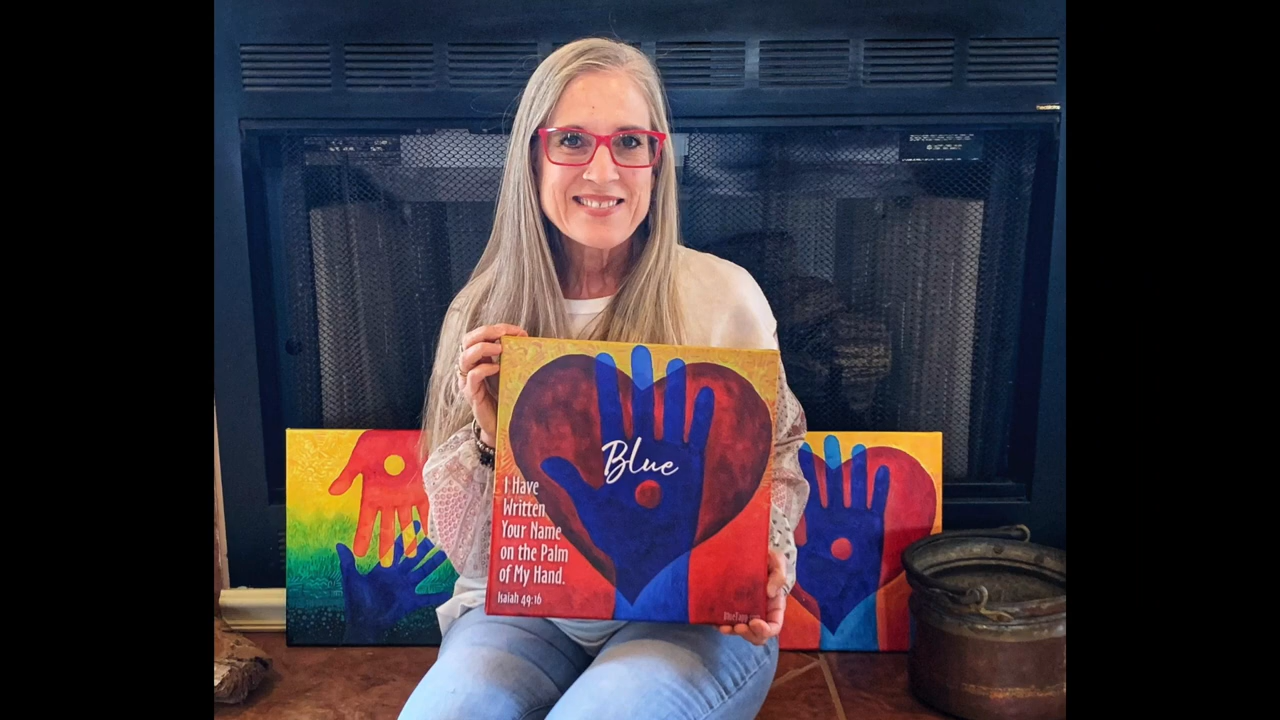 Blue
I Have
Written
Your Name
on the Palm
of My Hand.
Isaiah 49:16